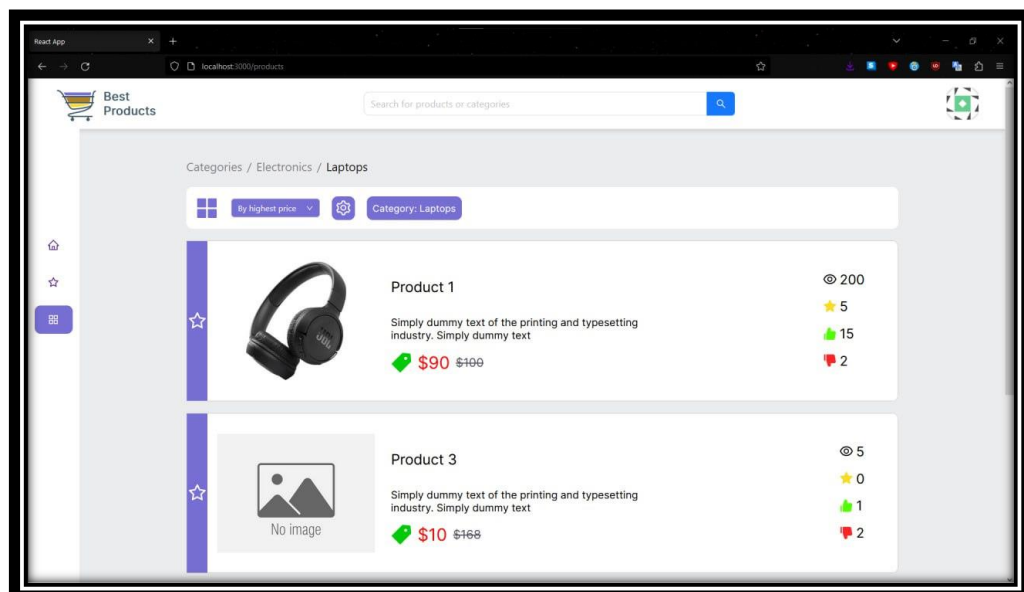 React App
localhost:3000/products
Best
Products
Search for products or categories
Categories / Electronics / Laptops
By highest price
Category: Laptops
Product 1
Simply dummy text of the printing and typesetting
industry. Simply dummy text
$90 $100
200
5
15
2
JBL
Product 3
Simply dummy text of the printing and typesetting
industry. Simply dummy text
$10 $168
5
0
1
2
No image